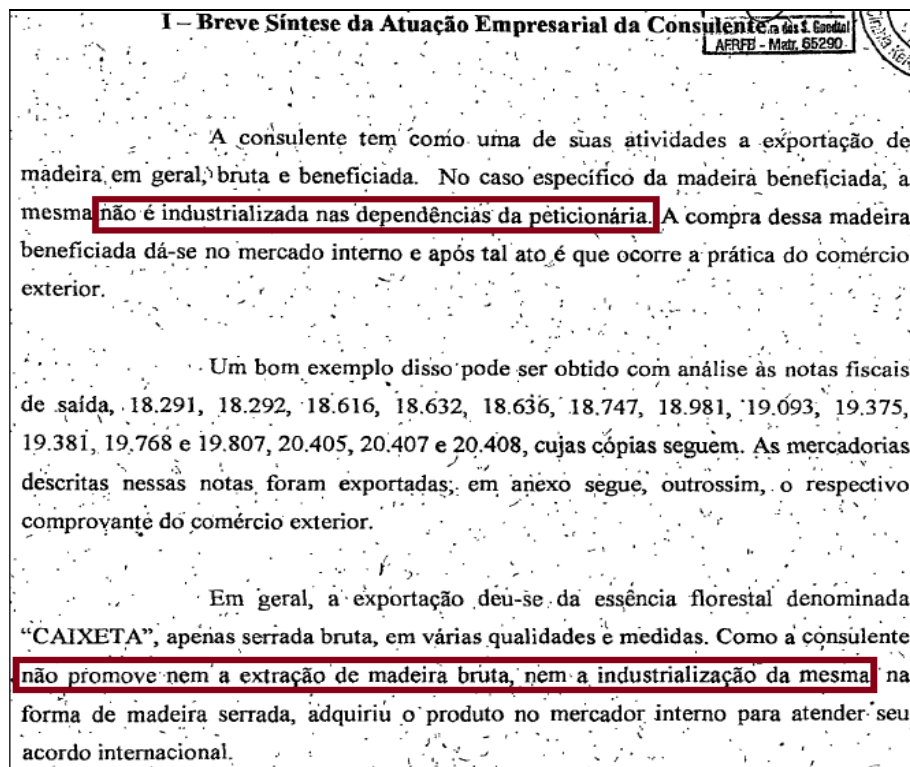 I – Breve Síntese da Atuação Empresarial da Consulente
AFRFB - Matr. 65290
A consulente tem como uma de suas atividades a exportação de
madeira em geral, bruta e beneficiada. No caso específico da madeira beneficiada, a
mesma não é industrializada nas dependências da peticionária. A compra dessa madeira
beneficiada dá-se no mercado interno e após tal ato é que ocorre a prática do comércio
exterior.
Um bom exemplo disso pode ser obtido com análise às notas fiscais
de saída, 18.291, 18.292, 18.616, 18.632, 18.636, 18.747, 18.981, 19.093, 19.375,
19.381, 19.768 e 19.807, 20.405, 20.407 e 20.408, cujas cópias seguem. As mercadorias
descritas nessas notas foram exportadas; em anexo segue, outrossim, o respectivo
comprovante do comércio exterior.
Em geral, a exportação deu-se da essência florestal denominada
“CAIXETA”, apenas serrada bruta, em várias qualidades e medidas. Como a consulente
não promove nem a extração de madeira bruta, nem a industrialização da mesma na
forma de madeira serrada, adquiriu o produto no mercador interno para atender seu
acordo internacional.